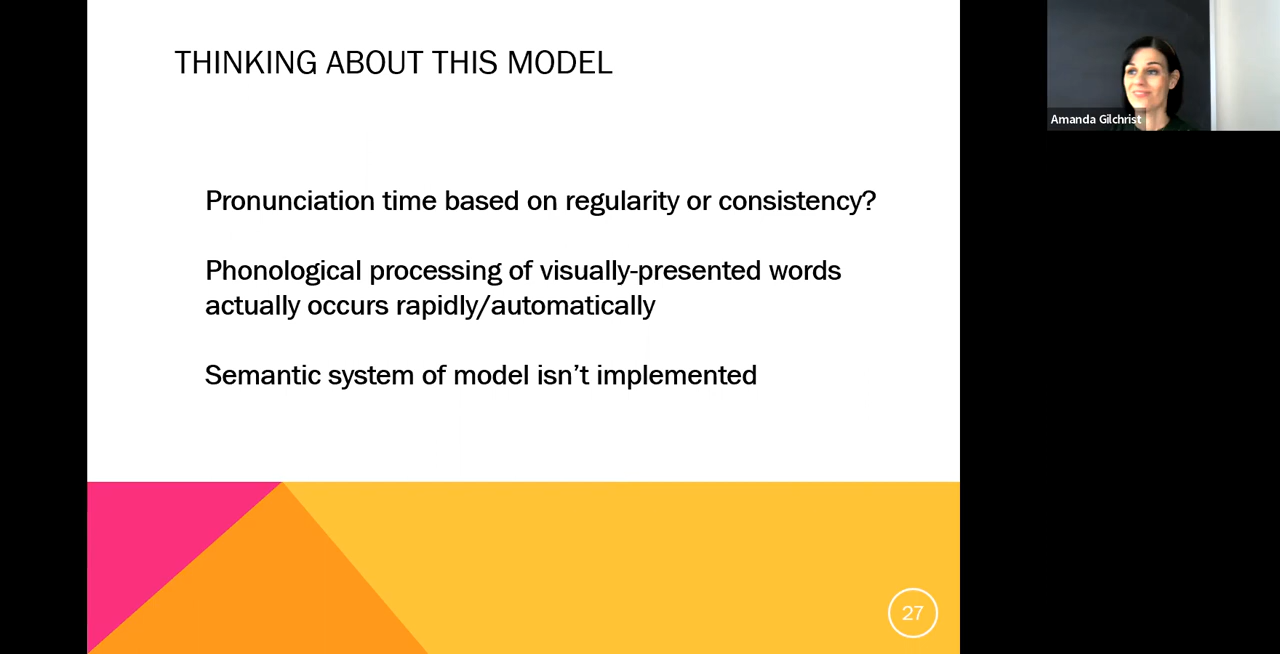 THINKING ABOUT THIS MODEL
Amanda Gilchrist
Pronunciation time based on regularity or consistency?
Phonological processing of visually-presented words
actually occurs rapidly/automatically
Semantic system of model isn’t implemented
27